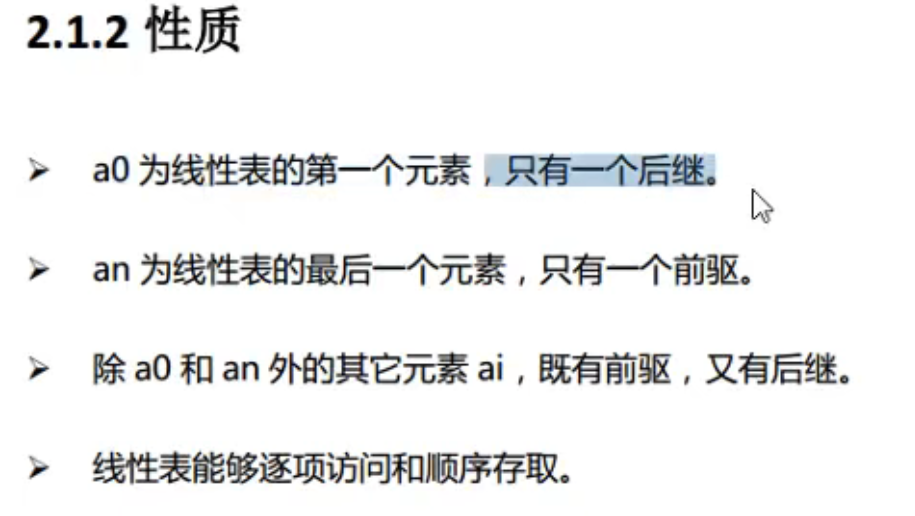 2.1.2 性质
➢ a0 为线性表的第一个元素，只有一个后继。
➢ an 为线性表的最后一个元素，只有一个前驱。
➢ 除 a0 和 an 外的其它元素 ai，既有前驱，又有后继。
➢ 线性表能够逐项访问和顺序存取。